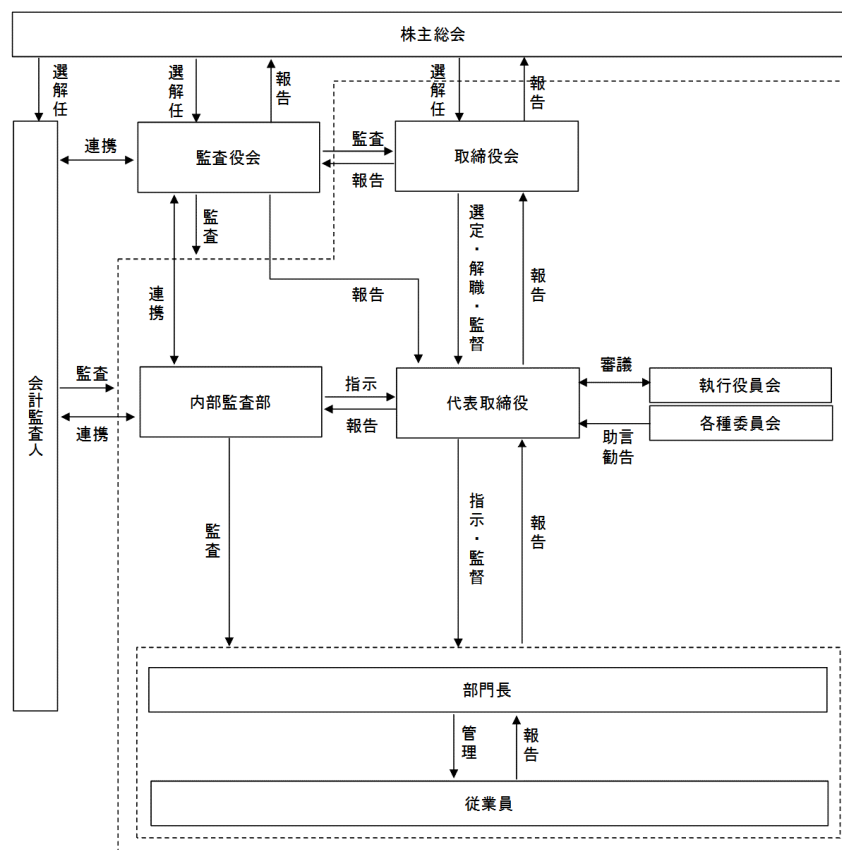 株主総会
選解任
選解任
報告
選解任
報告
連携
監査役会
監査
報告
取締役会
監査
選定・解職・監督
報告
連携
報告
会計監査人
監査
連携
内部監査部
指示
報告
代表取締役
審議
執行役員会
各種委員会
助言
勧告
監査
指示・監督
報告
部門長
管理
報告
従業員